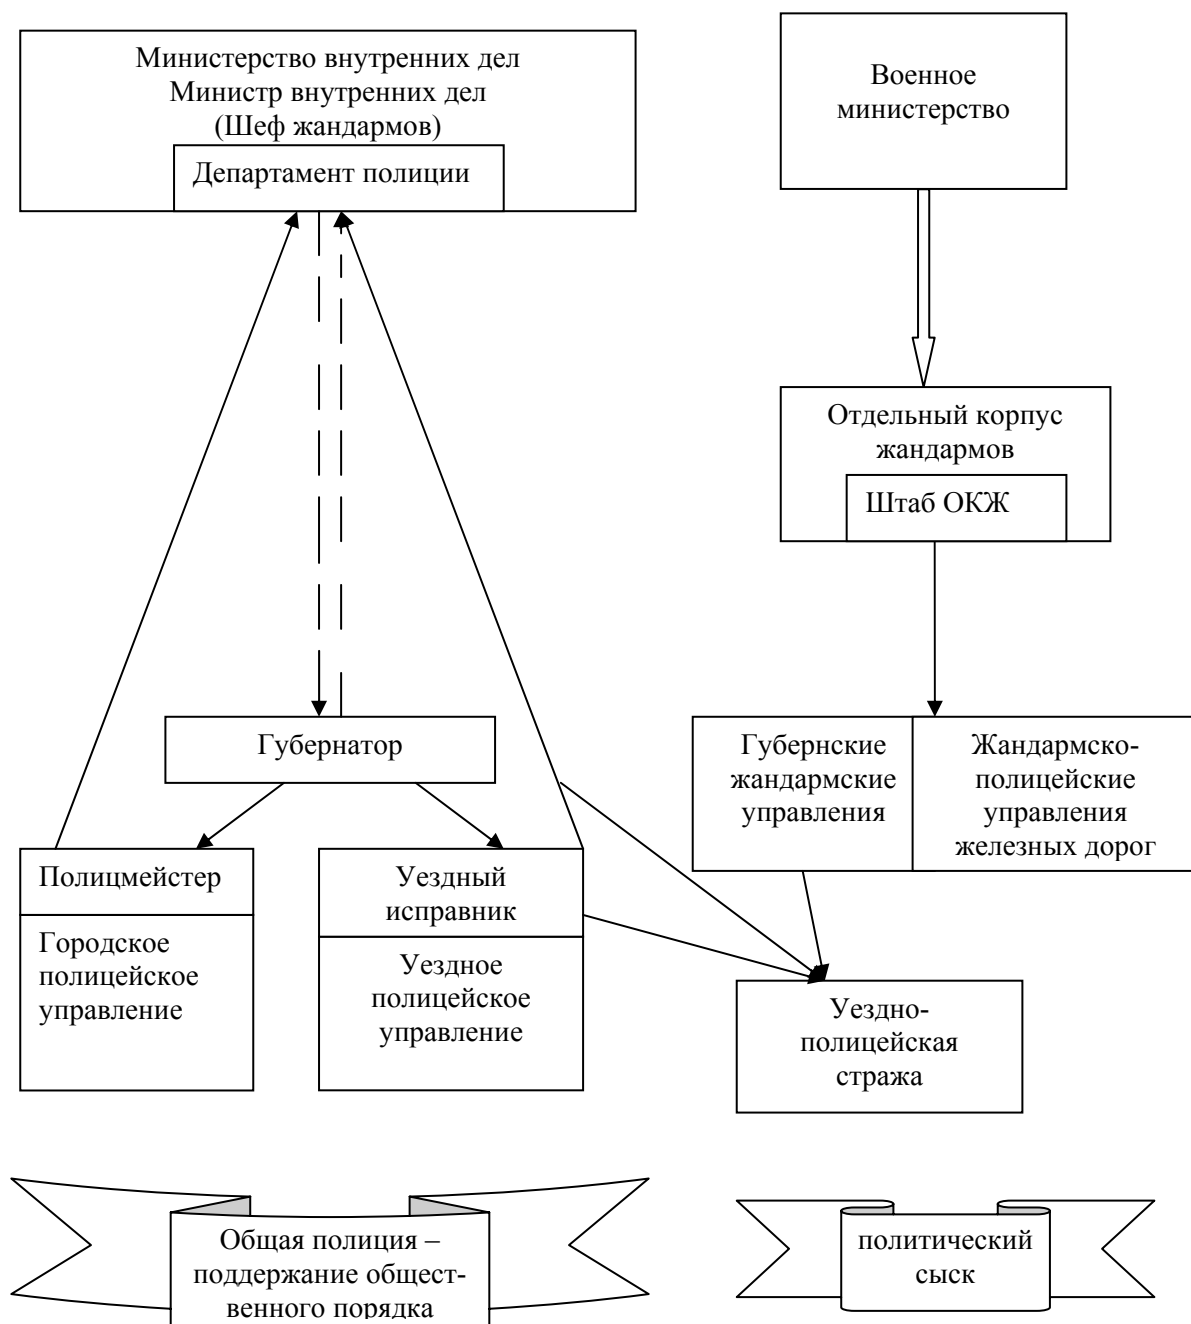 Министерство внутренних дел
Министр внутренних дел
(Шеф жандармов)
Департамент полиции
Военное
министерство
Отдельный корпус
жандармов
Штаб ОКЖ
Губернатор
Губернские
жандармские
управления
Жандармско-
полицейские
управления
железных дорог
Полицмейстер
Городское
полицейское
управление
Уездный
исправник
Уездное
полицейское
управление
Уездно-
полицейская
стража
Общая полиция –
поддержание общест-
венного порядка
политический
сыск